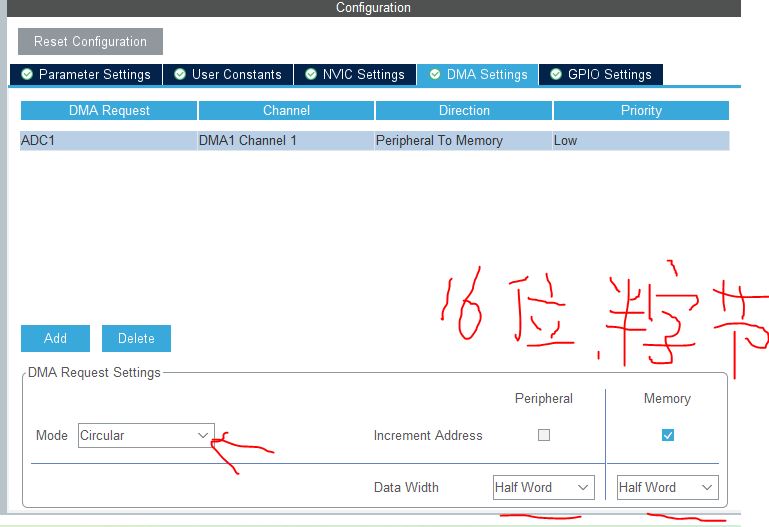 Configuration
Reset Configuration
Parameter Settings User Constants NVIC Settings DMA Settings GPIO Settings
DMA Request Channel Direction Priority
ADC1 DMA1 Channel 1 Peripheral To Memory Low
16位，半字节
Add Delete
DMA Request Settings
Peripheral Memory
Mode Circular Increment Address
Data Width Half Word Half Word